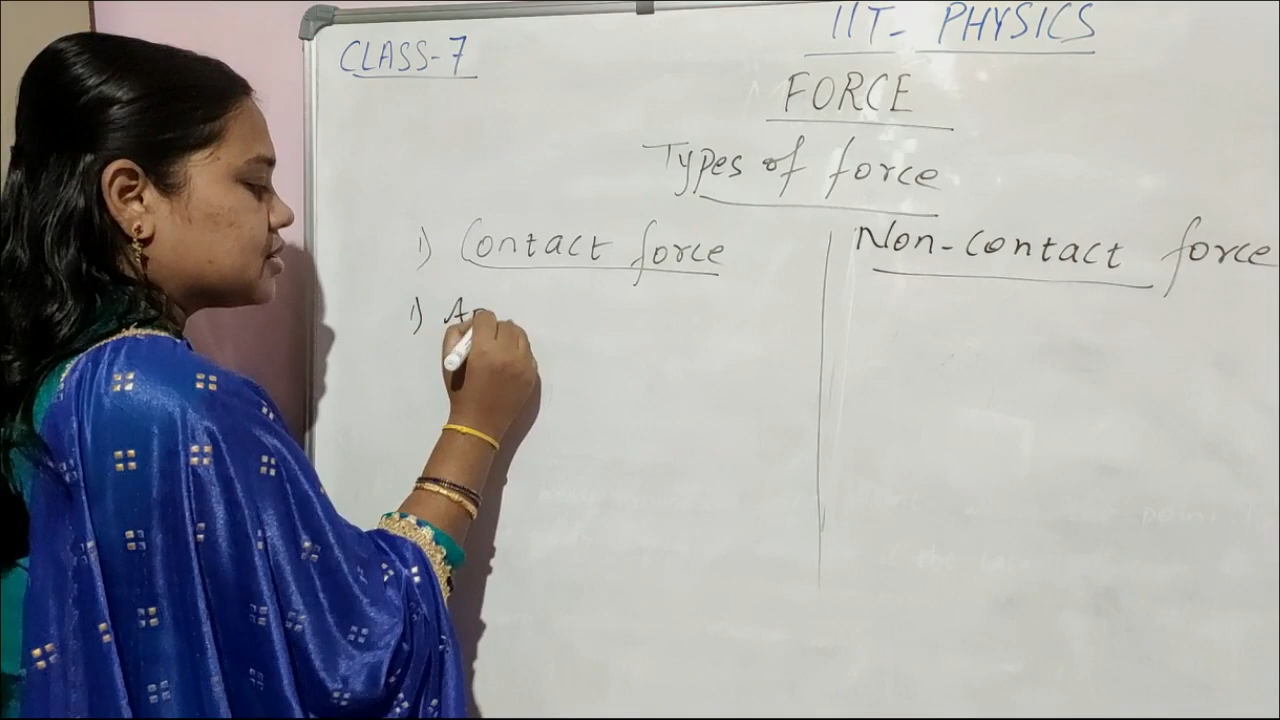 CLASS-7
IIT- PHYSICS
FORCE
Types of force
1) Contact force
Non-contact force
1)